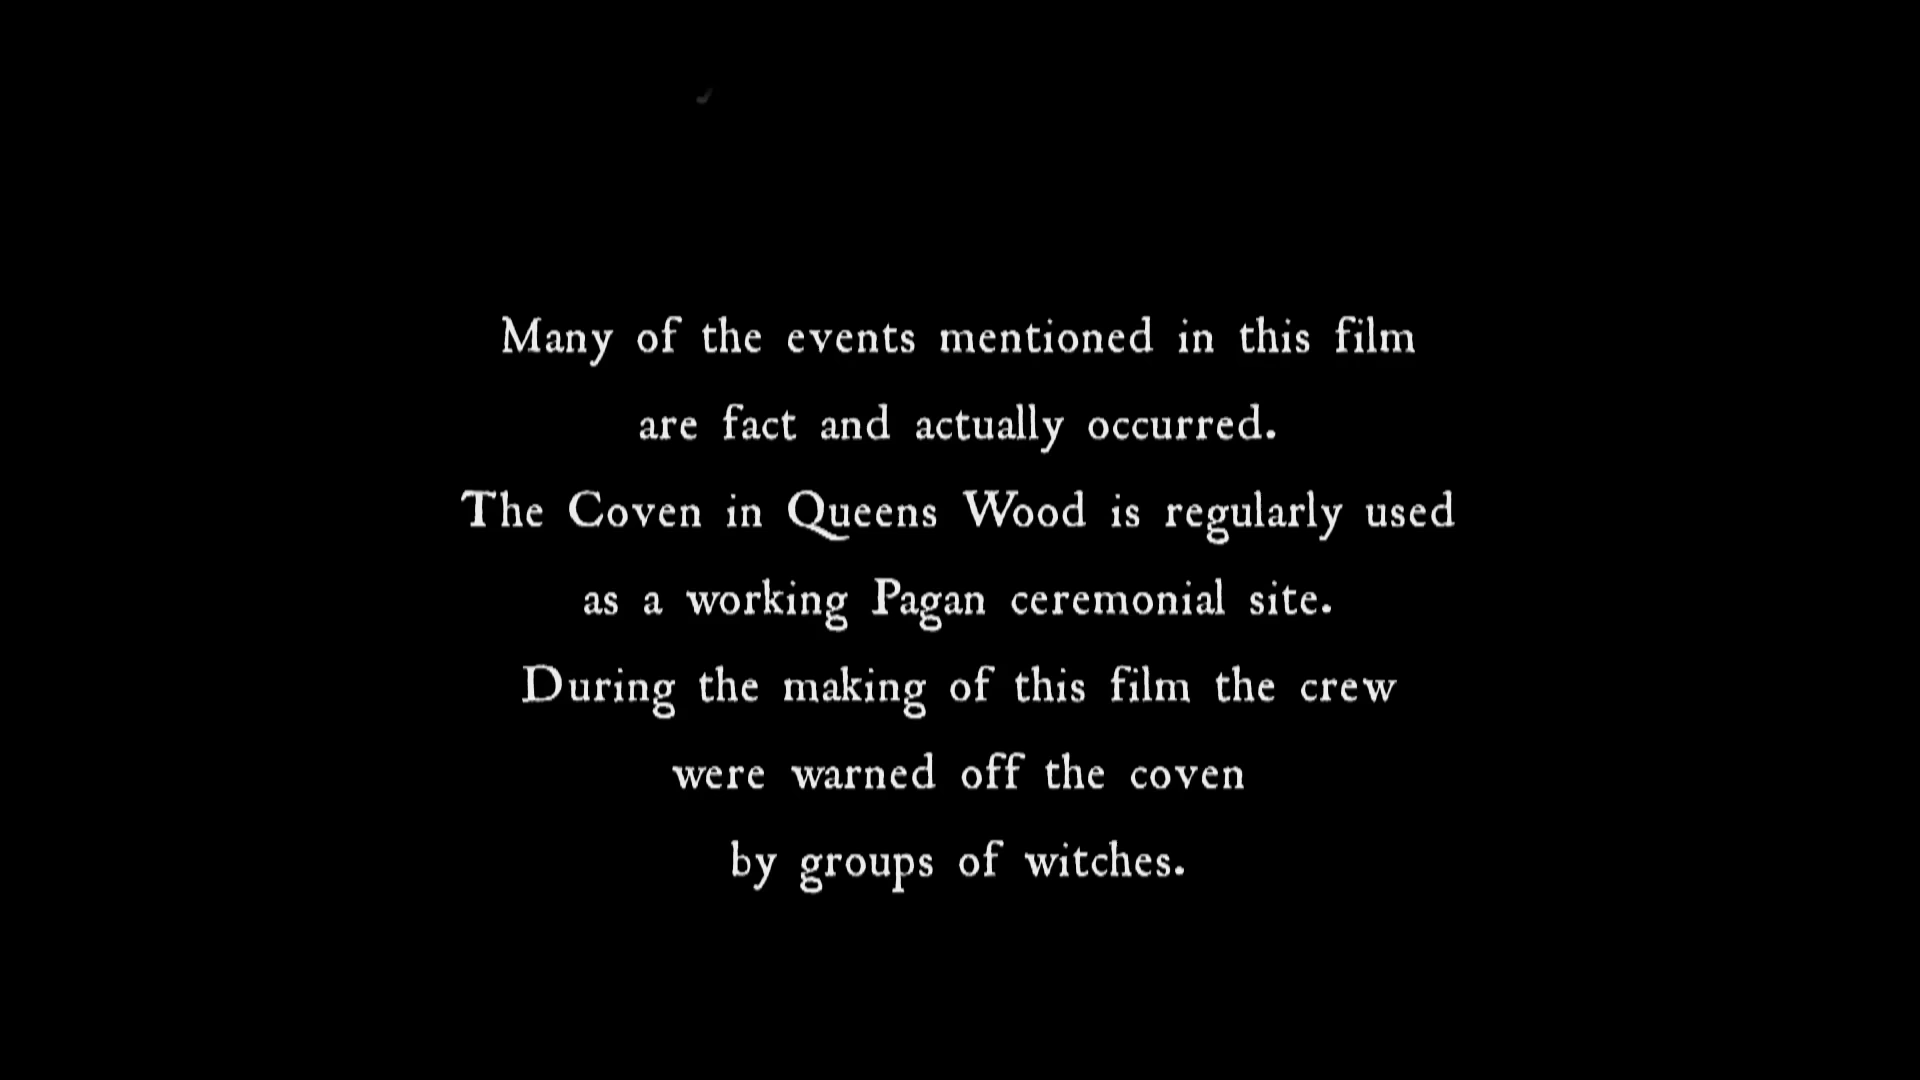 Many of the events mentioned in this film
are fact and actually occurred.
The Coven in Queens Wood is regularly used
as a working Pagan ceremonial site.
During the making of this film the crew
were warned off the coven
by groups of witches.